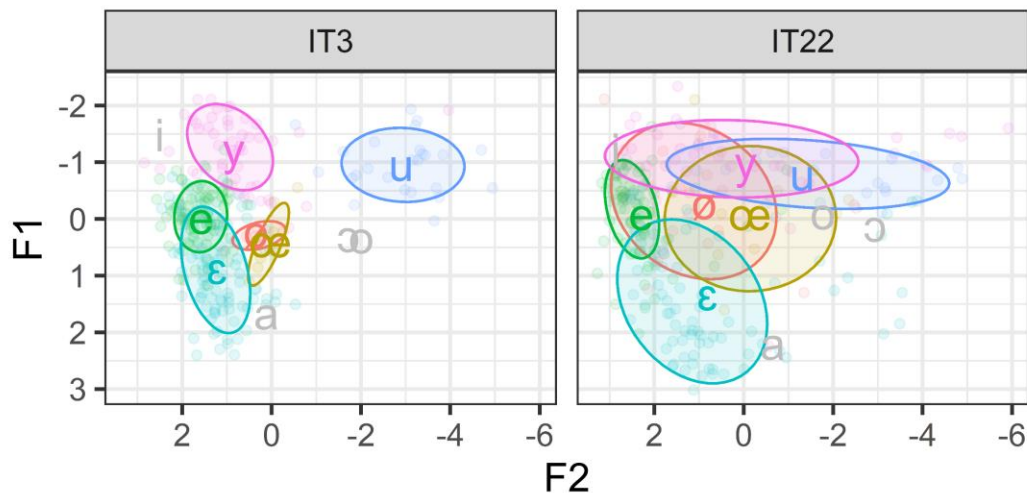 IT3 IT22
F1
-2
-1
0
1
2
3
i y u
e ø œ ɔ o
ɛ
a
i y u
e ø œ o ɔ
ɛ
a
2 0 -2 -4 -6 2 0 -2 -4 -6
F2